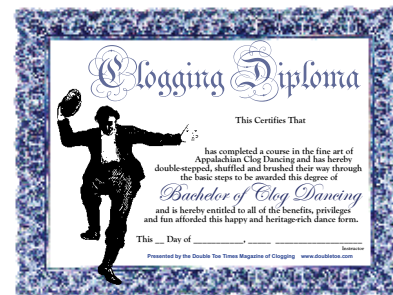 Clogging Diploma
This Certifies That
has completed a course in the fine art of
Appalachian Clog Dancing and has hereby
double-stepped, shuffled and brushed their way through
the basic steps to be awarded this degree of
Bachelor of Clog Dancing
and is hereby entitled to all of the benefits, privileges
and fun afforded this happy and heritage-rich dance form.
This __ Day of __________, _____ __________________
Instructor
Presented by the Double Toe Times Magazine of Clogging www.doubletoe.com